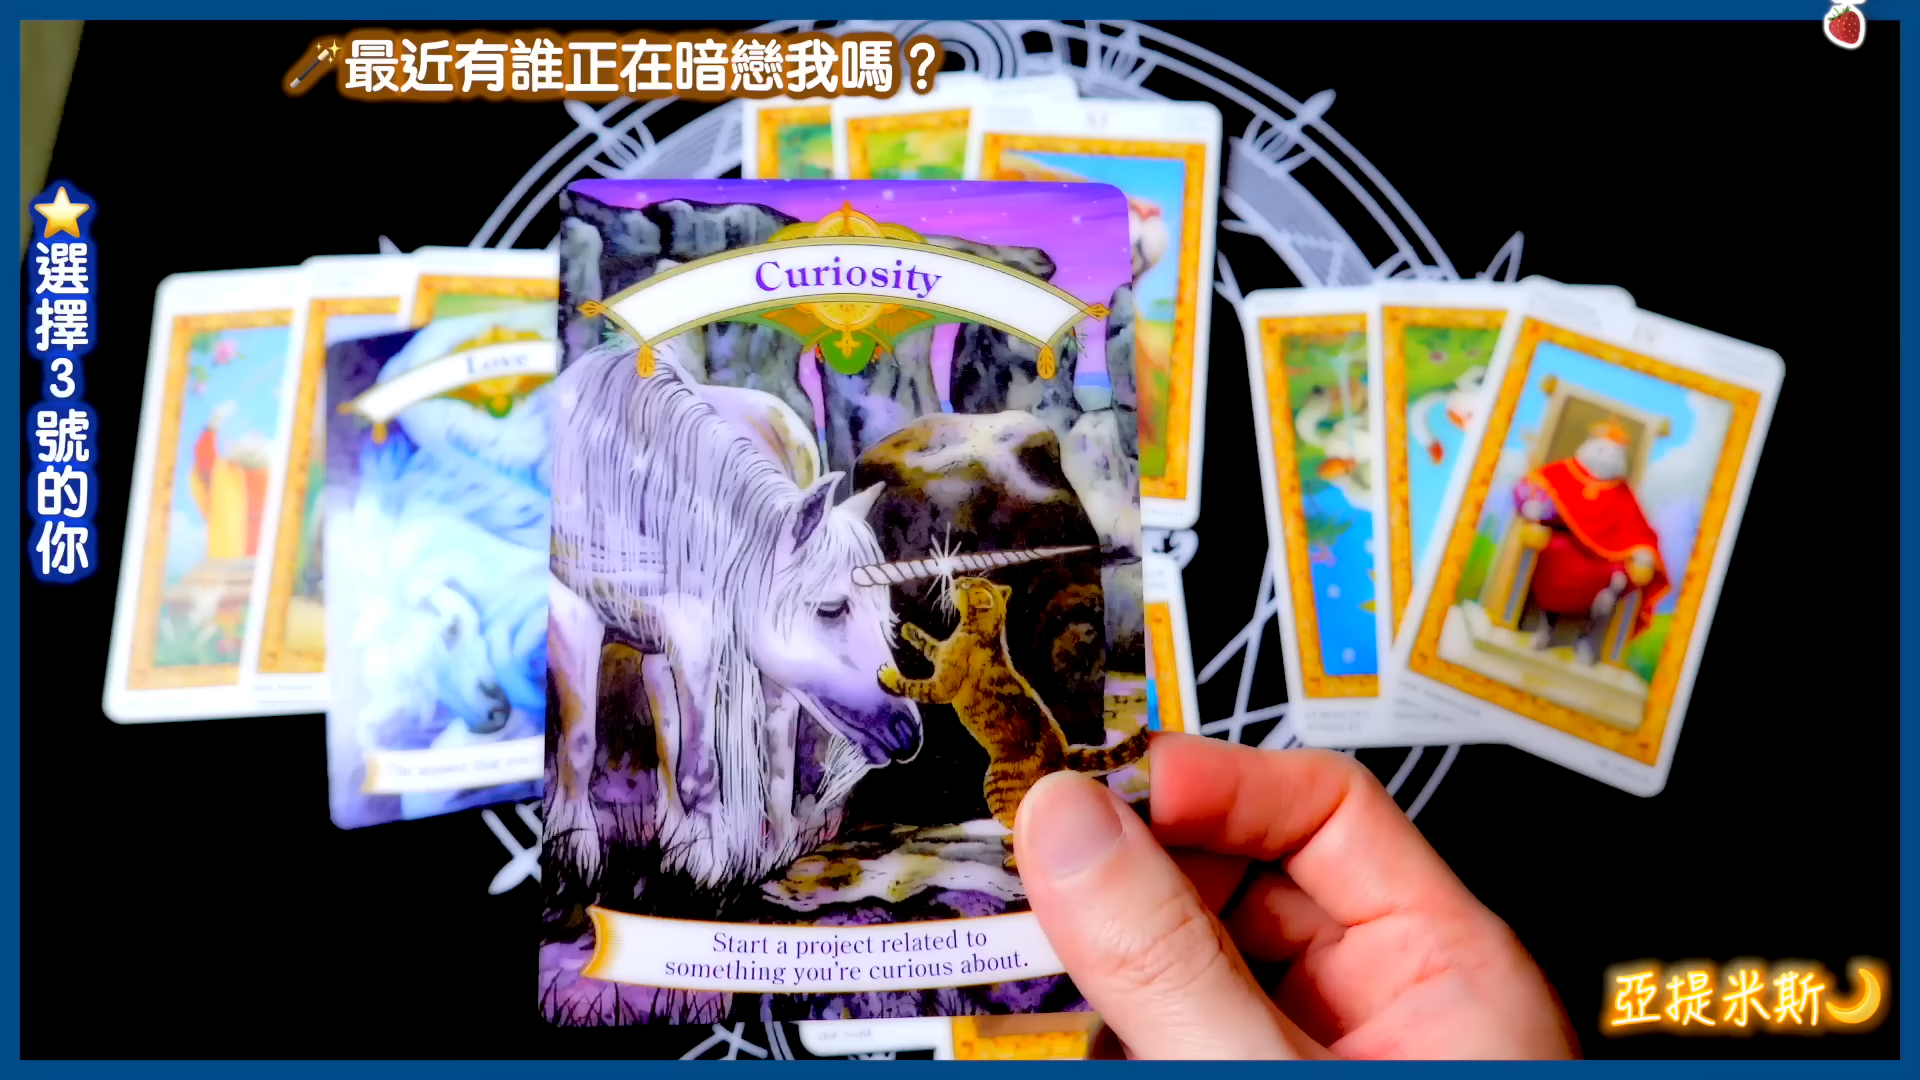 最近有誰正在暗戀我嗎？
選擇3號的你
Curiosity
Love
Start a project related to
something you're curious about.
亞提米斯